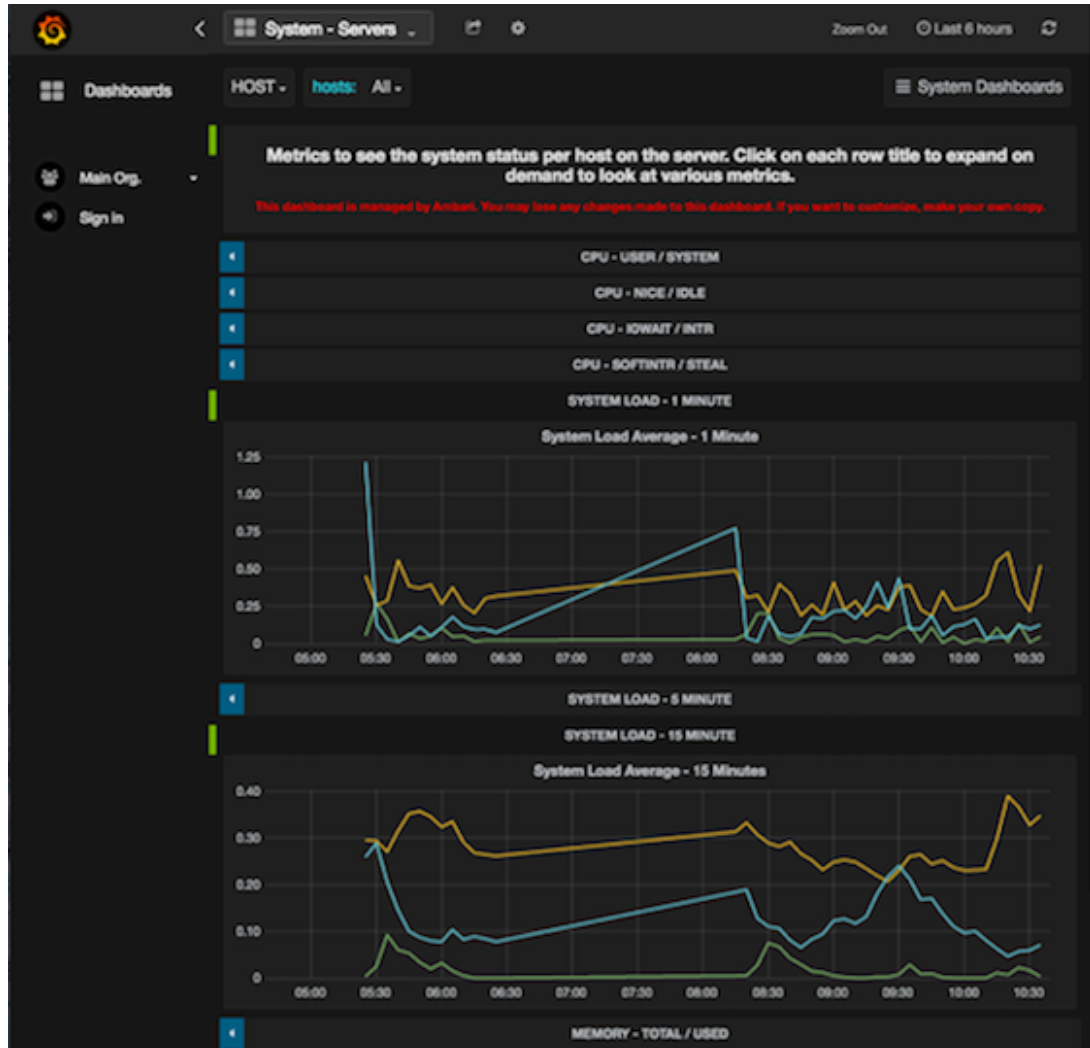 System - Servers
Zoom Out
Last 6 hours
Dashboards
HOST
hosts: All
System Dashboards
Main Org.
Sign in
Metrics to see the system status per host on the server. Click on each row title to expand on
demand to look at various metrics.
This dashboard is managed by Ambari. You may lose any changes made to this dashboard. If you want to customize, make your own copy.
CPU - USER / SYSTEM
CPU - NICE / IDLE
CPU - IOWAIT / INTR
CPU - SOFTINTR / STEAL
SYSTEM LOAD - 1 MINUTE
System Load Average - 1 Minute
1.25
1.00
0.75
0.50
0.25
0
05:00 05:30 06:00 06:30 07:00 07:30 08:00 08:30 09:00 09:30 10:00 10:30
SYSTEM LOAD - 5 MINUTE
SYSTEM LOAD - 15 MINUTE
System Load Average - 15 Minutes
0.40
0.30
0.20
0.10
0
05:00 05:30 06:00 06:30 07:00 07:30 08:00 08:30 09:00 09:30 10:00 10:30
MEMORY - TOTAL / USED